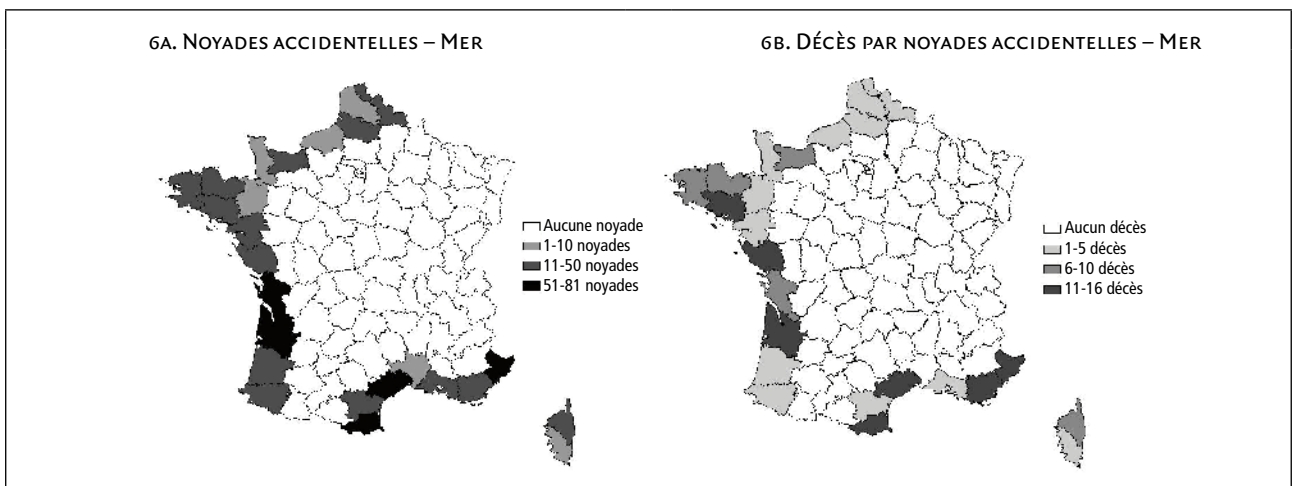 6A. Noyades accidentelles – Mer
6B. Décès par noyades accidentelles – Mer
Aucune noyade
1-10 noyades
11-50 noyades
51-81 noyades
Aucun décès
1-5 décès
6-10 décès
11-16 décès